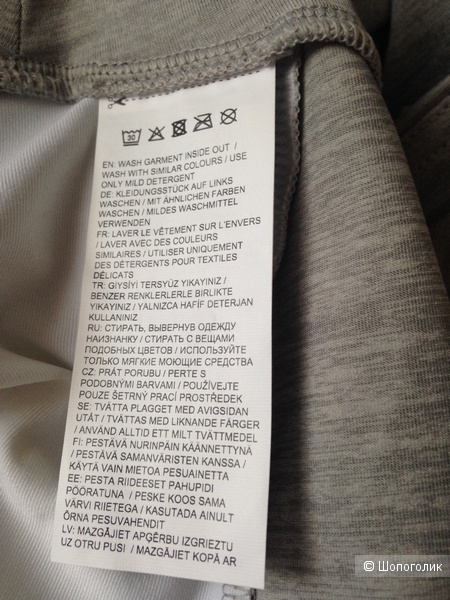 30
EN: WASH GARMENT INSIDE OUT /
WASH WITH SIMILAR COLOURS / USE
ONLY MILD DETERGENT
DE: KLEIDUNGSSTÜCK AUF LINKS
WASCHEN / MIT ÄHNLICHEN FARBEN
WASCHEN / MILDES WASCHMITTEL
VERWENDEN
FR: LAVER LE VÊTEMENT SUR L'ENVERS
/ LAVER AVEC DES COULEURS
SIMILAIRES / UTILISER UNIQUEMENT
DES DÉTERGENTS POUR TEXTILES
DÉLICATS
TR: GIYSİYİ TERSYÜZ YIKAYINIZ /
BENZER RENKLERLERLE BIRLIKTE
YIKAYINIZ / YALNIZCA HAFİF DETERJAN
KULLANINIZ
RU: СТИРАТЬ, ВЫВЕРНУВ ОДЕЖДУ
НАИЗНАНКУ / СТИРАТЬ С ВЕЩАМИ
ПОДОБНЫХ ЦВЕТОВ / ИСПОЛЬЗУЙТЕ
ТОЛЬКО МЯГКИЕ МОЮЩИЕ СРЕДСТВА
CZ: PRÁT PORUBU / PERTE S
PODOBNÝMI BARVAMI / POUŽÍVEJTE
POUZE ŠETRNÝ PRACÍ PROSTŘEDEK
SE: TVÄTTA PLAGGET MED AVIGSIDAN
UTÅT / TVÄTTAS MED LIKNANDE FÄRGER
/ ANVÄND ALLTID ETT MILT TVÄTTMEDEL
FI: PESTÄVÄ NURINPÄIN KÄÄNNETTYNÄ
/ PESTÄVÄ SAMANVÄRISTEN KANSSA /
KÄYTÄ VAIN MIETOA PESUAINETTA
EE: PESTA RIIDEESET PAHUPIDI
PÖÖRATUNA / PESKE KOOS SAMA
VÄRVI RIIETEGA / KASUTADA AINULT
ÕRNA PESUVAHENDIT
LV: MAZGĀJIET APĢĒRBU IZGRIEZTU
UZ OTRU PUSI / MAZGĀJIET KOPĀ AR
© Шопоголик